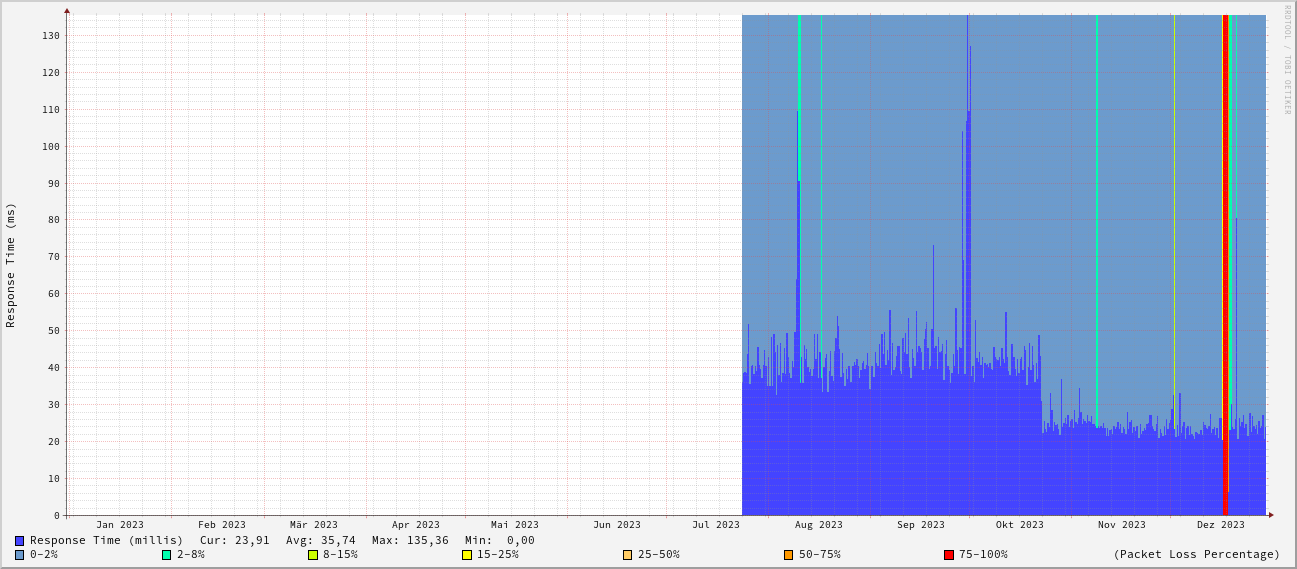 RRDTOOL / TOBI OETIKER
Response Time (ms)
130
120
110
100
90
80
70
60
50
40
30
20
10
0
Jan 2023 Feb 2023 Mär 2023 Apr 2023 Mai 2023 Jun 2023 Jul 2023 Aug 2023 Sep 2023 Okt 2023 Nov 2023 Dez 2023
Response Time (millis) Cur: 23,91 Avg: 35,74 Max: 135,36 Min: 0,00
0-2% 2-8% 8-15% 15-25% 25-50% 50-75% 75-100% (Packet Loss Percentage)